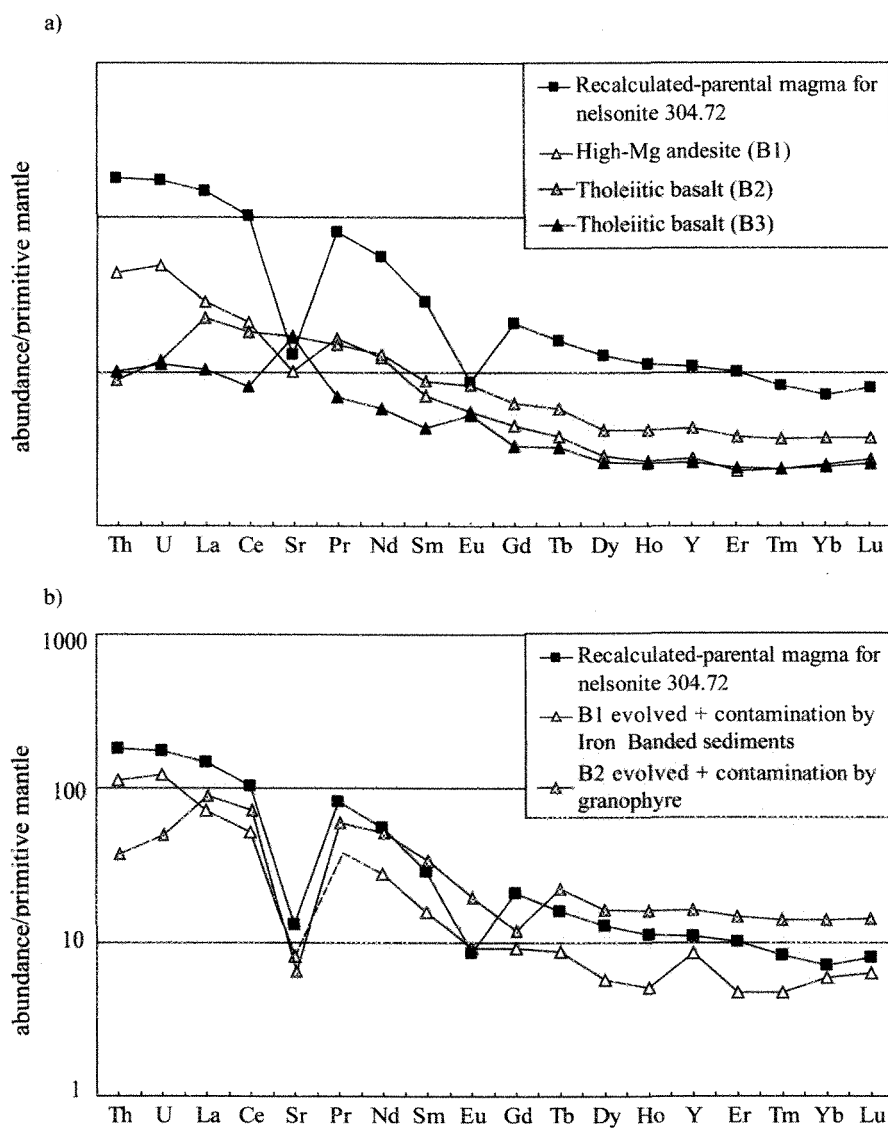 a)
Recalculated-parental magma for
nelsonite 304.72
High-Mg andesite (B1)
Tholeiitic basalt (B2)
Tholeiitic basalt (B3)
abundance/primitive mantle
Th U La Ce Sr Pr Nd Sm Eu Gd Tb Dy Ho Y Er Tm Yb Lu
b)
1000
100
10
1
Recalculated-parental magma for
nelsonite 304.72
B1 evolved + contamination by
Iron Banded sediments
B2 evolved + contamination by
granophyre
abundance/primitive mantle
Th U La Ce Sr Pr Nd Sm Eu Gd Tb Dy Ho Y Er Tm Yb Lu